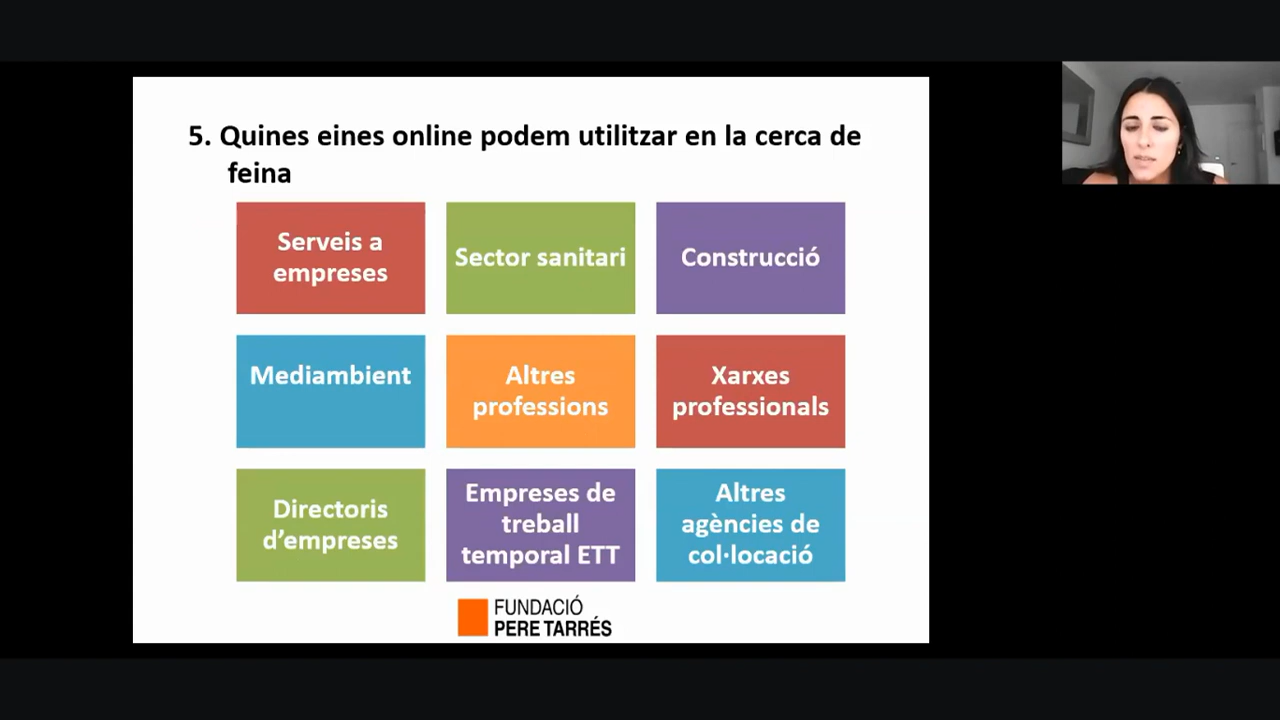 5. Quines eines online podem utilitzar en la cerca de
feina
Serveis a
empreses
Sector sanitari
Construcció
Mediambient
Altres
professions
Xarxes
professionals
Directoris
d’empreses
Empreses de
treball
temporal ETT
Altres
agències de
col·locació
FUNDACIÓ
PERE TARRÉS